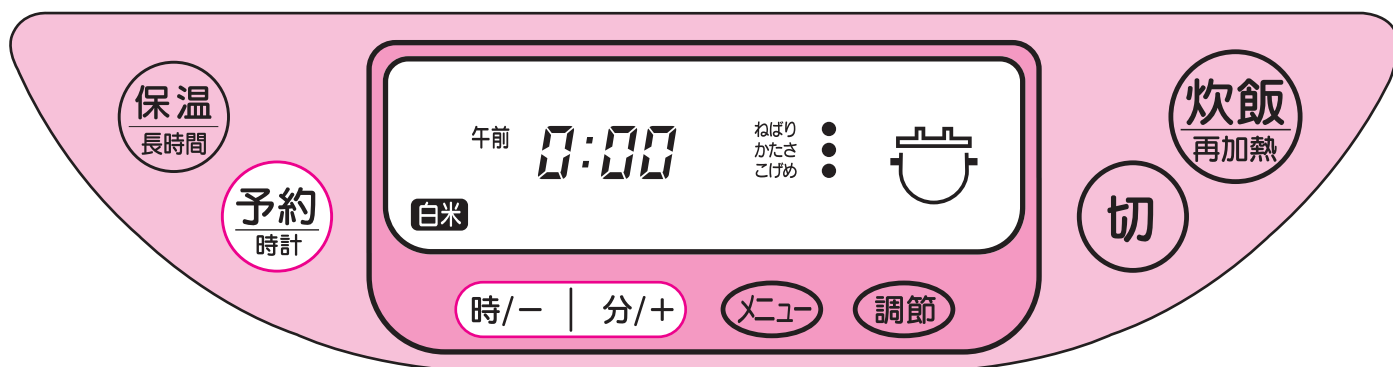 保温
長時間
予約
時計
午前 0:00
白米
ねばり
かたさ
こげめ
時/− 分/+
メニュー
調節
炊飯
再加熱
切